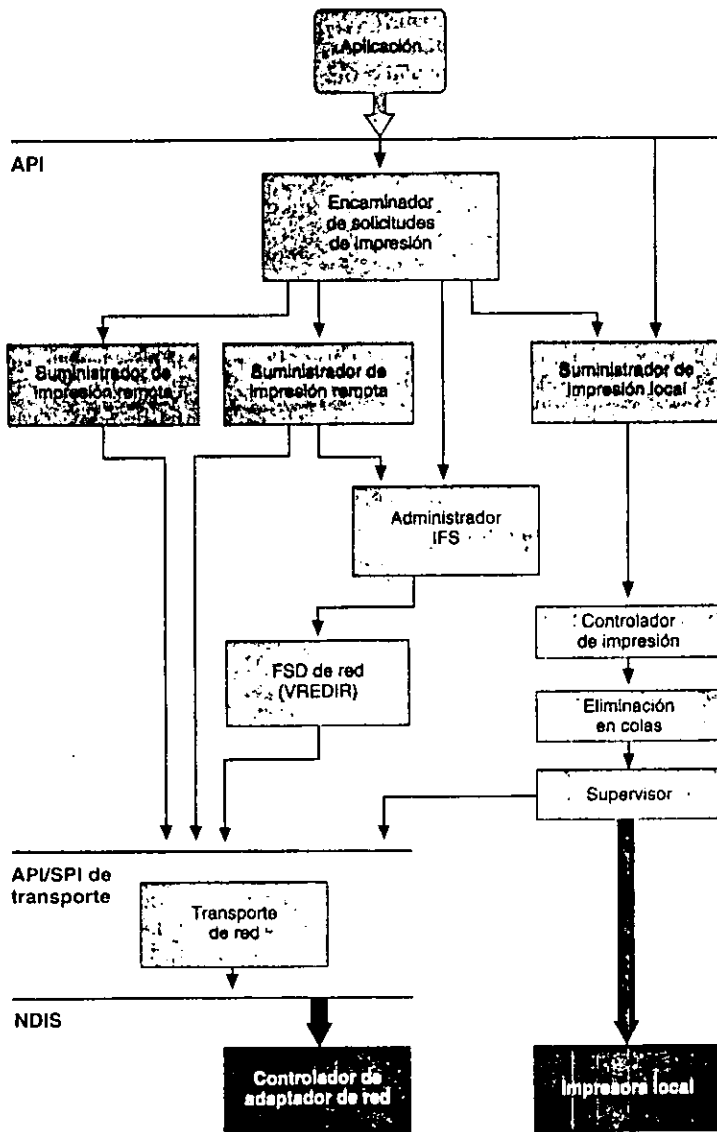 Aplicación
API
Encaminador
de solicitudes
de impresión
Suministrador de
impresión remota
Suministrador de
impresión remota
Suministrador de
impresión local
Administrador
IFS
Controlador
de impresión
FSD de red
(VREDIR)
Eliminación
en colas
Supervisor
API/SPI de
transporte
Transporte
de red
NDIS
Controlador de
adaptador de red
Impresora local